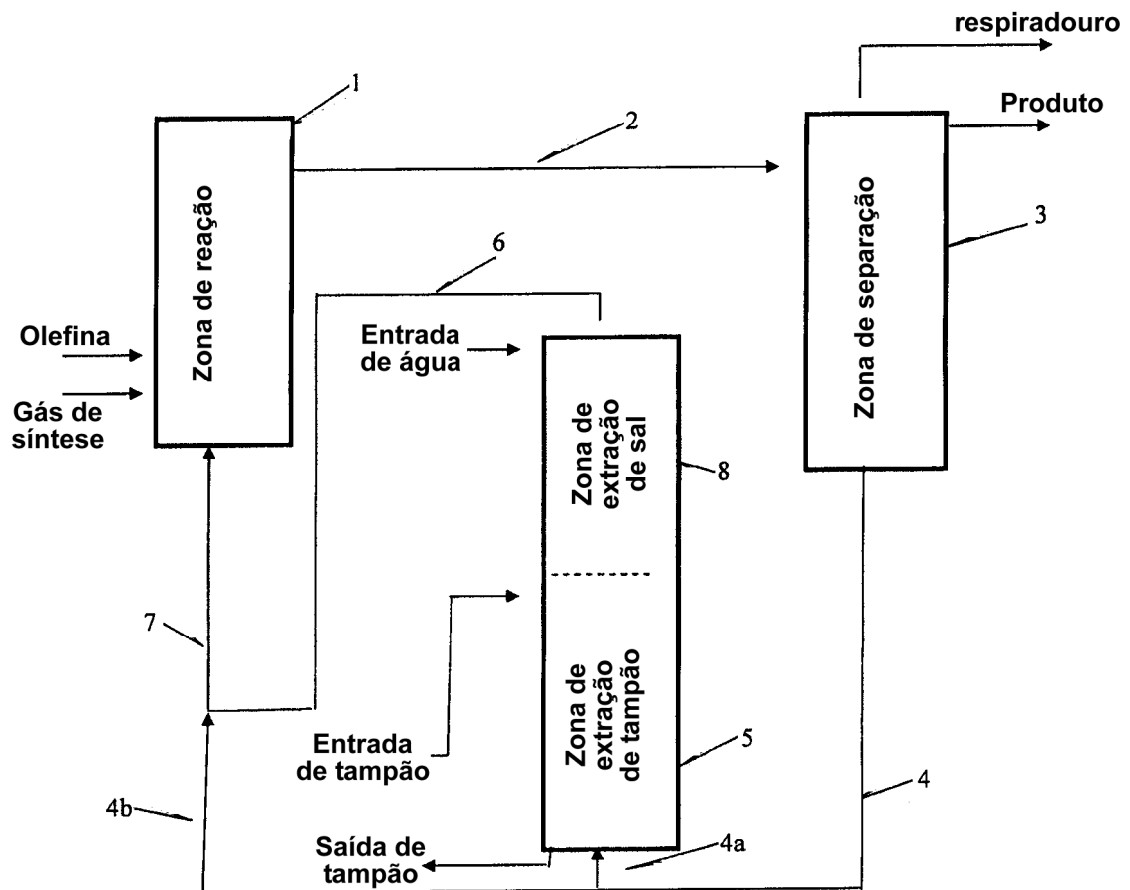 respiradouro
Produto
1
2
Zona de reação
Zona de separação
3
6
Olefina
Gás de
síntese
Entrada
de água
Zona de
extração
de sal
8
7
Entrada
de tampão
Zona de
extração
de tampão
5
4
4b
4a
Saída de
tampão